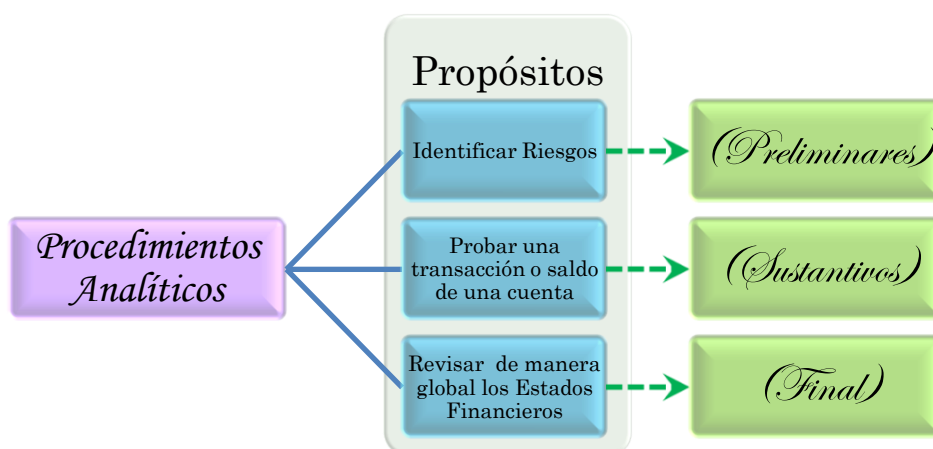 Propósitos
Procedimientos
Analíticos
Identificar Riesgos
(Preliminares)
Probar una
transacción o saldo
de una cuenta
(Sustantivos)
Revisar de manera
global los Estados
Financieros
(Final)